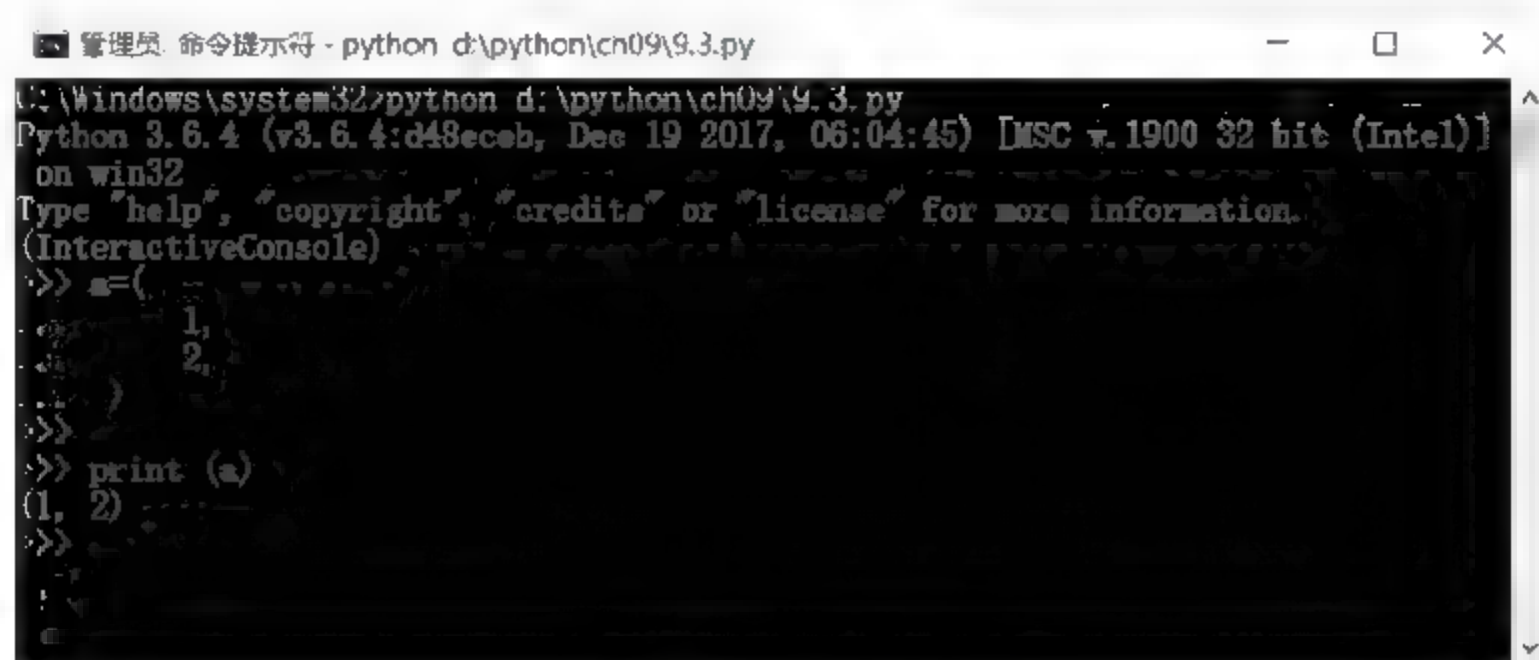 管理员: 命令提示符 - python d:\python\cn09\9.3.py
C:\Windows\system32>python d:\python\ch09\9.3.py
Python 3.6.4 (v3.6.4:d48eceb, Dec 19 2017, 06:04:45) [MSC v.1900 32 bit (Intel)]
on win32
Type "help", "copyright", "credits" or "license" for more information.
(InteractiveConsole)
>>> a=(
... 1,
... 2,
... )
>>>
>>> print (a)
(1, 2)
>>>